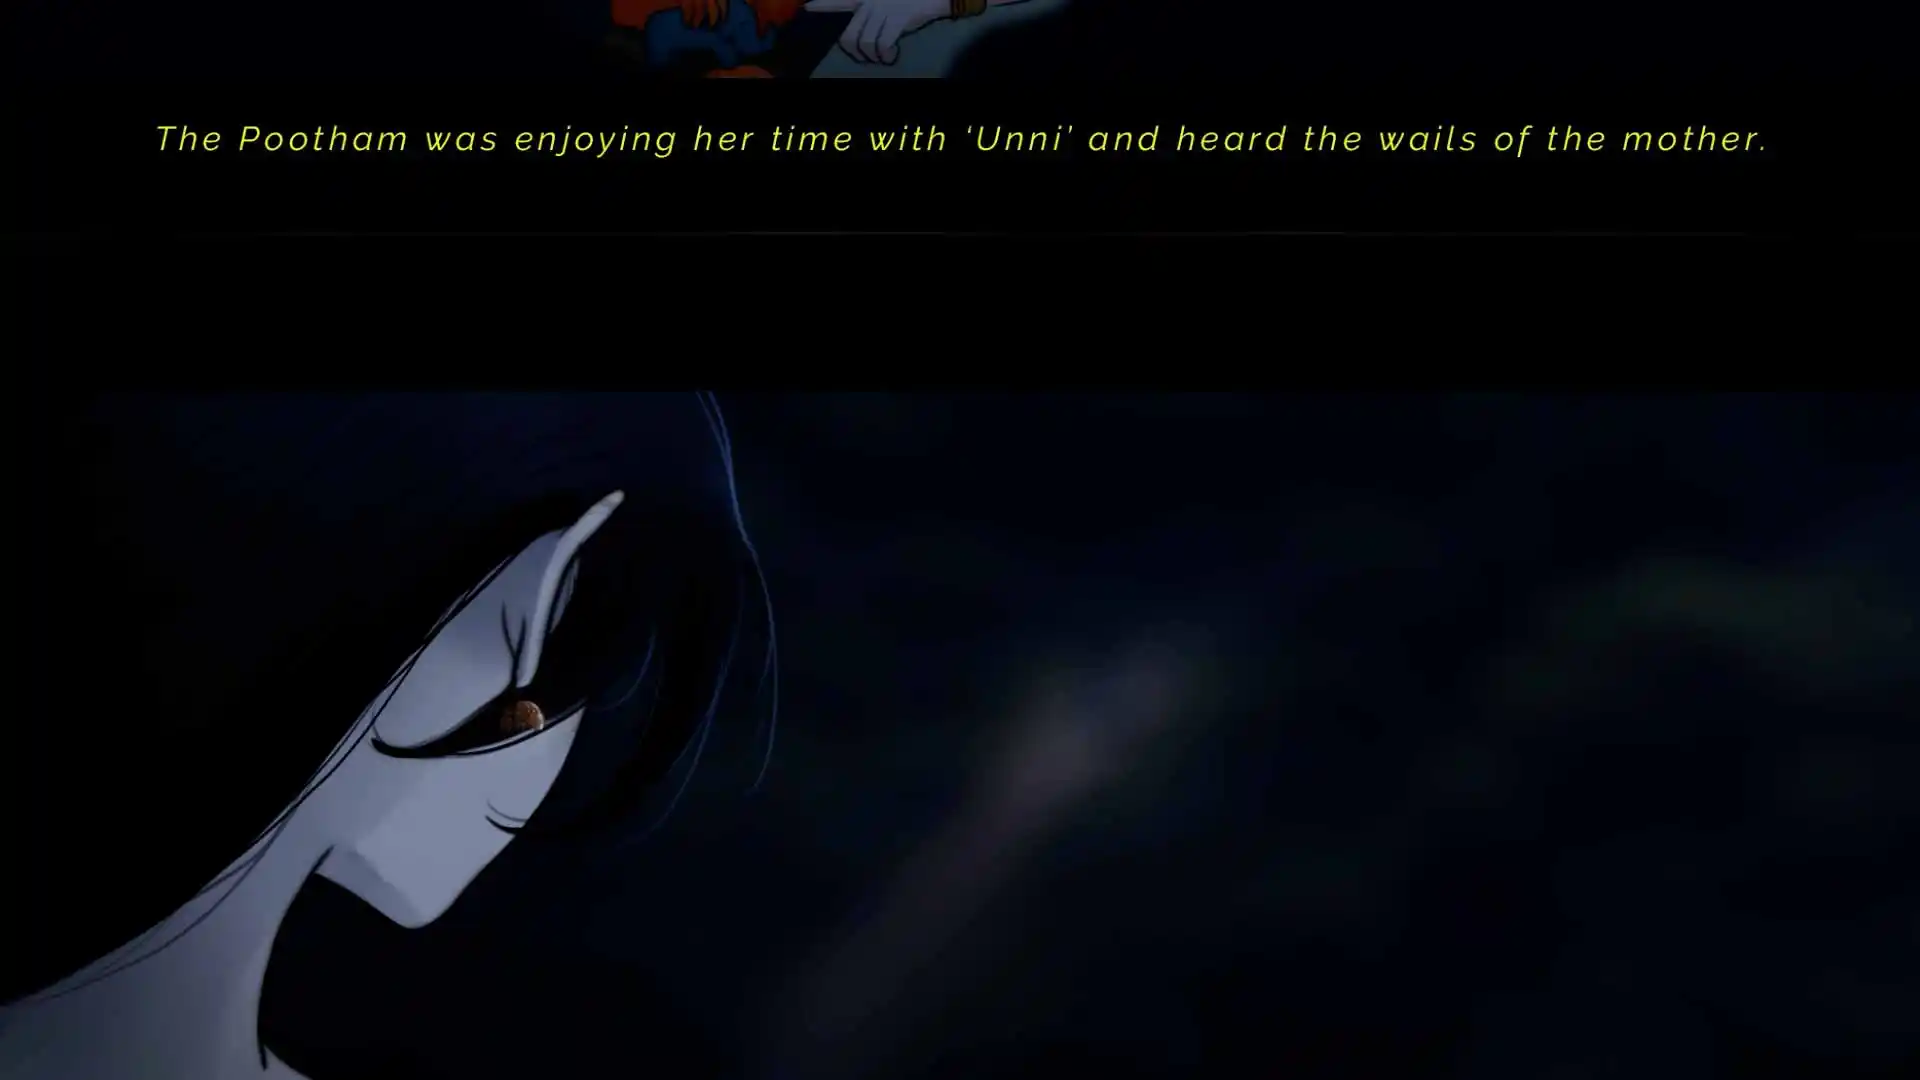 The Pootham was enjoying her time with ‘Unni’ and heard the wails of the mother.